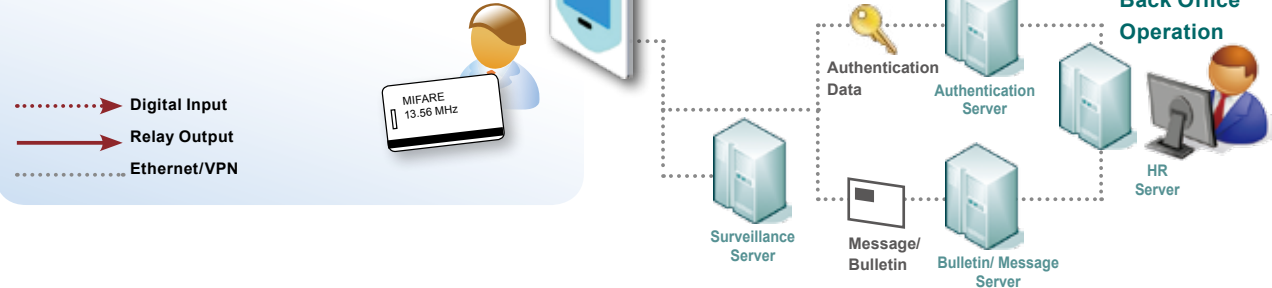 Back Office
Operation
Digital Input
Relay Output
Ethernet/VPN
MIFARE
13.56 MHz
Authentication
Data
Authentication
Server
HR
Server
Surveillance
Server
Message/
Bulletin
Bulletin/ Message
Server